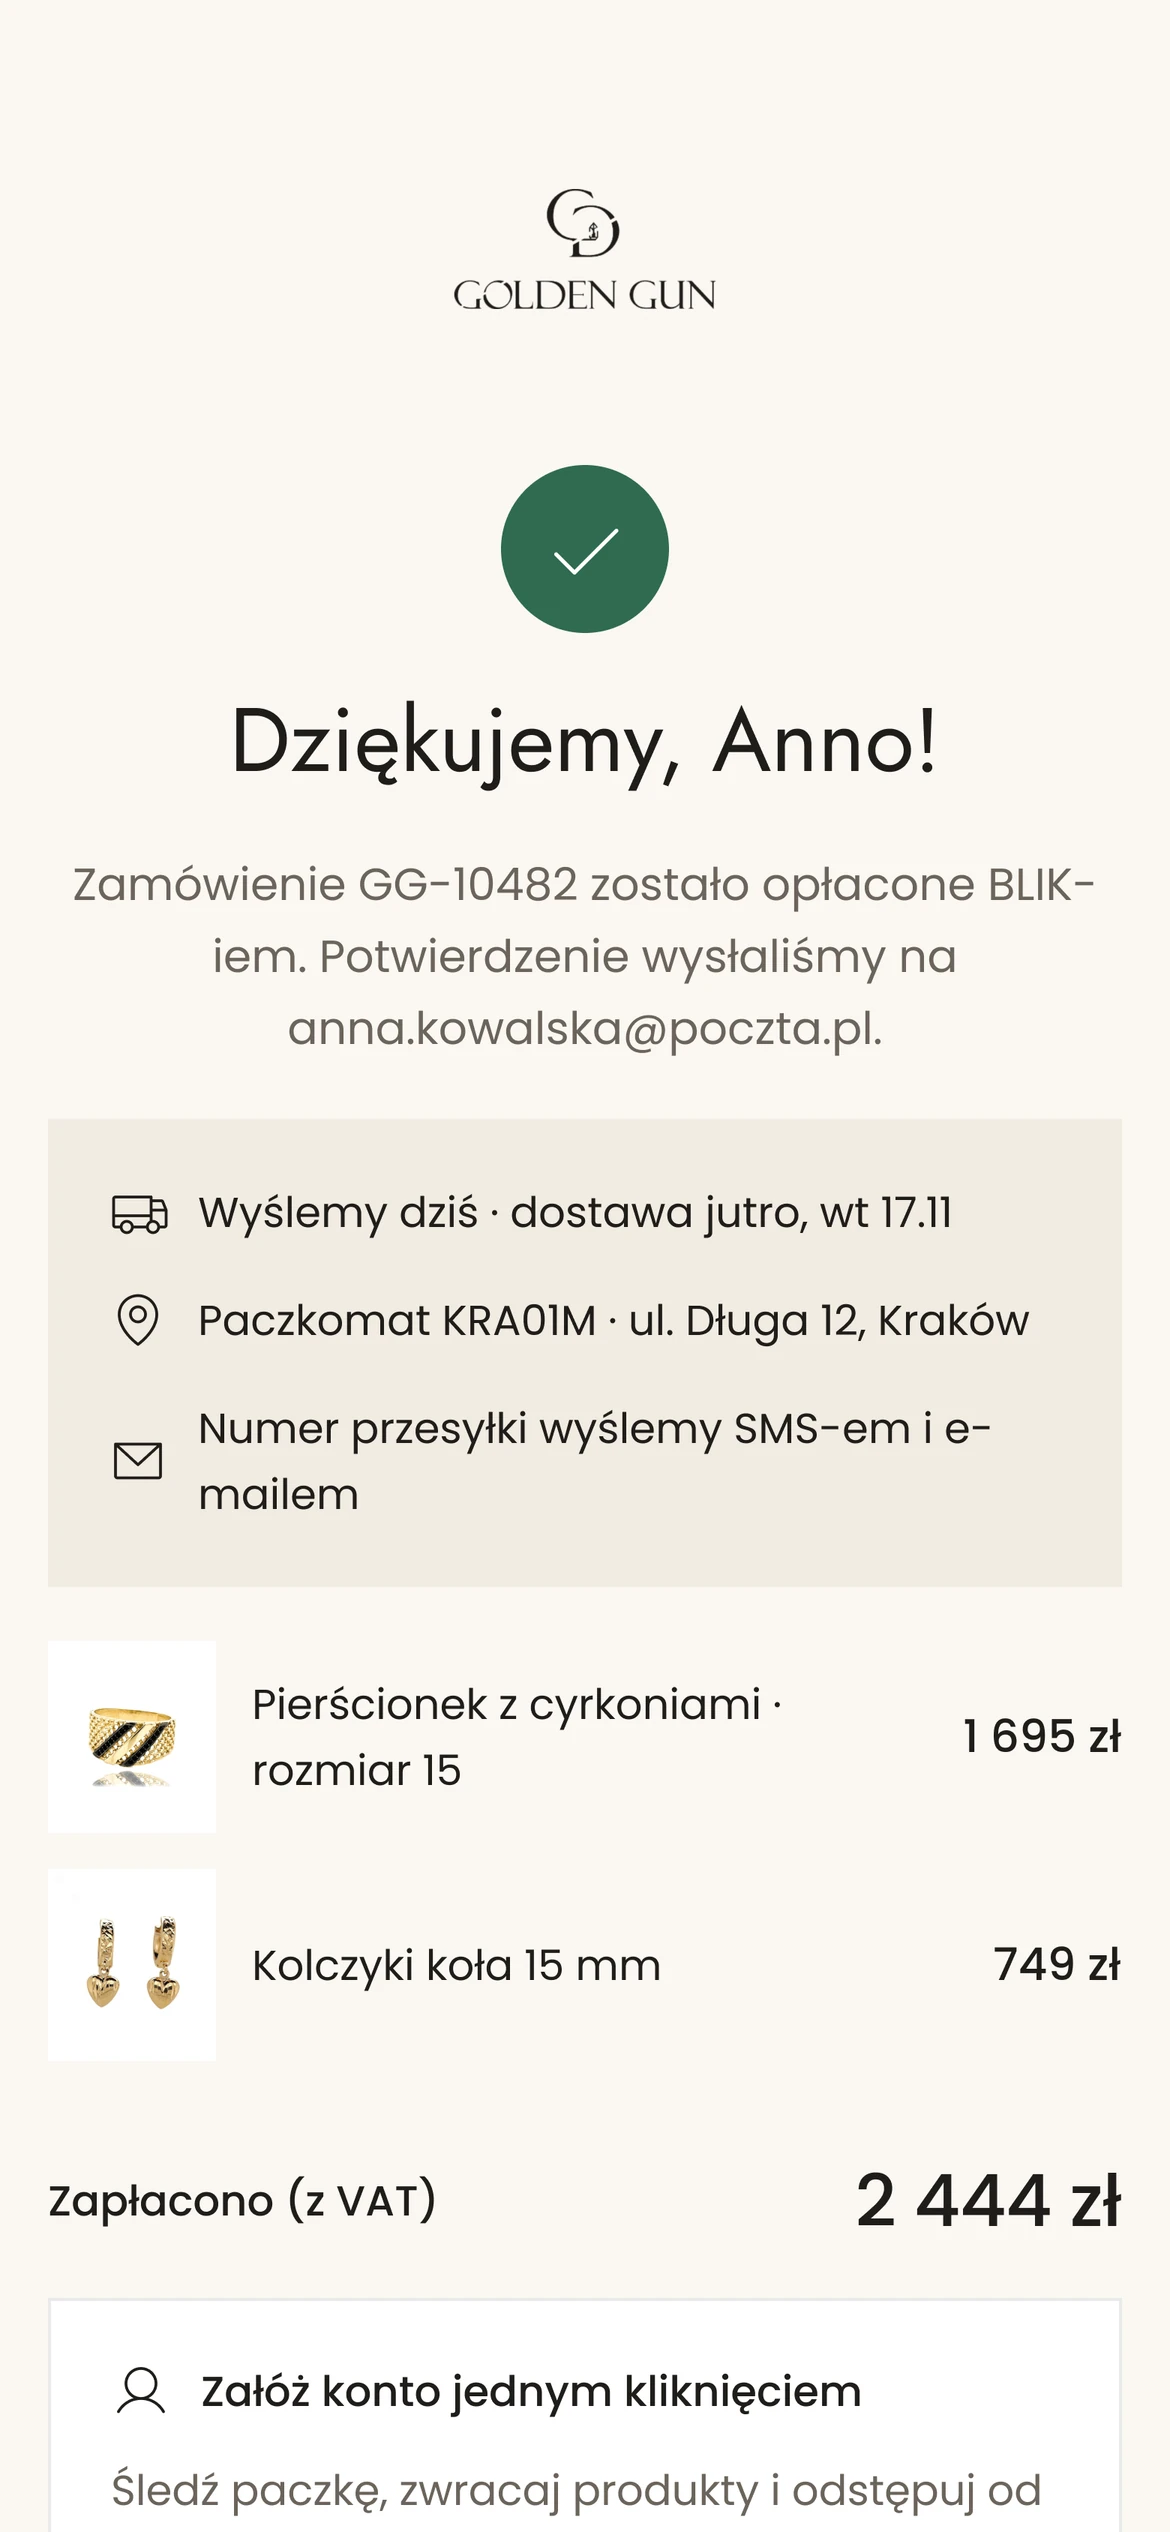 GOLDEN GUN
Dziękujemy, Anno!
Zamówienie GG-10482 zostało opłacone BLIK-
iem. Potwierdzenie wysłaliśmy na
anna.kowalska@poczta.pl.
Wyślemy dziś · dostawa jutro, wt 17.11
Paczkomat KRA01M · ul. Długa 12, Kraków
Numer przesyłki wyślemy SMS-em i e-
mailem
Pierścionek z cyrkoniami ·
rozmiar 15
1 695 zł
Kolczyki koła 15 mm
749 zł
Zapłacono (z VAT)
2 444 zł
Załóż konto jednym kliknięciem
Śledź paczkę, zwracaj produkty i odstępuj od